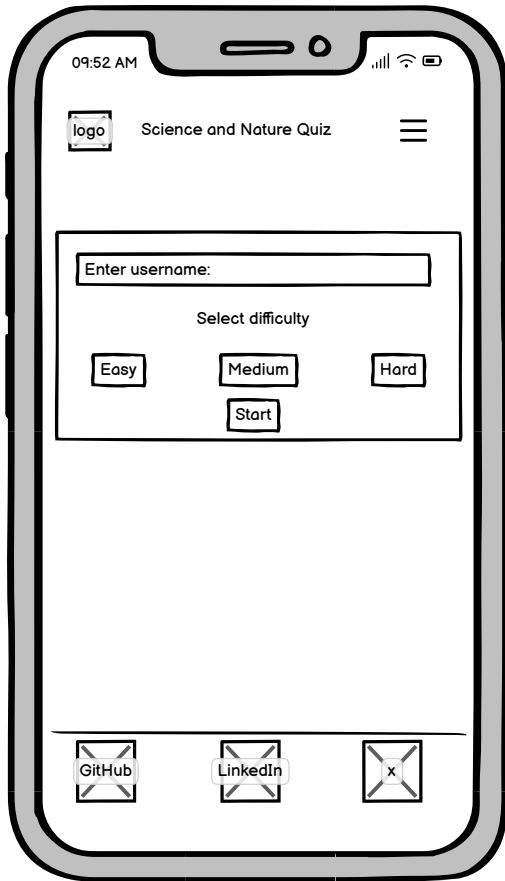 09:52 AM
logo
Science and Nature Quiz
Enter username:
Select difficulty
Easy Medium Hard
Start
GitHub LinkedIn x